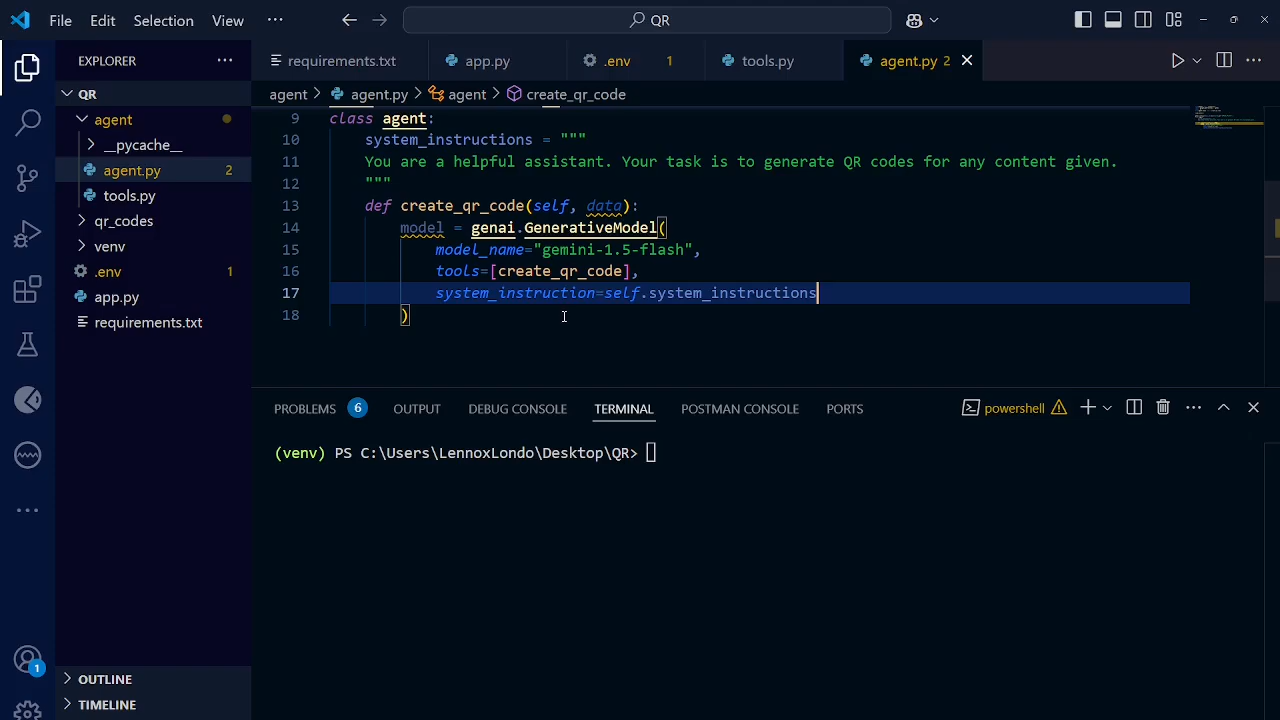 File Edit Selection View ··· QR
EXPLORER ···
QR
agent
__pycache__
agent.py 2
tools.py
qr_codes
venv
.env 1
app.py
requirements.txt
OUTLINE
TIMELINE
1
requirements.txt app.py .env 1 tools.py agent.py 2
agent > agent.py > agent > create_qr_code
9 class agent:
10 system_instructions = """
11 You are a helpful assistant. Your task is to generate QR codes for any content given.
12 """
13 def create_qr_code(self, data):
14 model = genai.GenerativeModel(
15 model_name="gemini-1.5-flash",
16 tools=[create_qr_code],
17 system_instruction=self.system_instructions
18 )
PROBLEMS 6 OUTPUT DEBUG CONSOLE TERMINAL POSTMAN CONSOLE PORTS powershell
(venv) PS C:\Users\LennoxLondo\Desktop\QR>